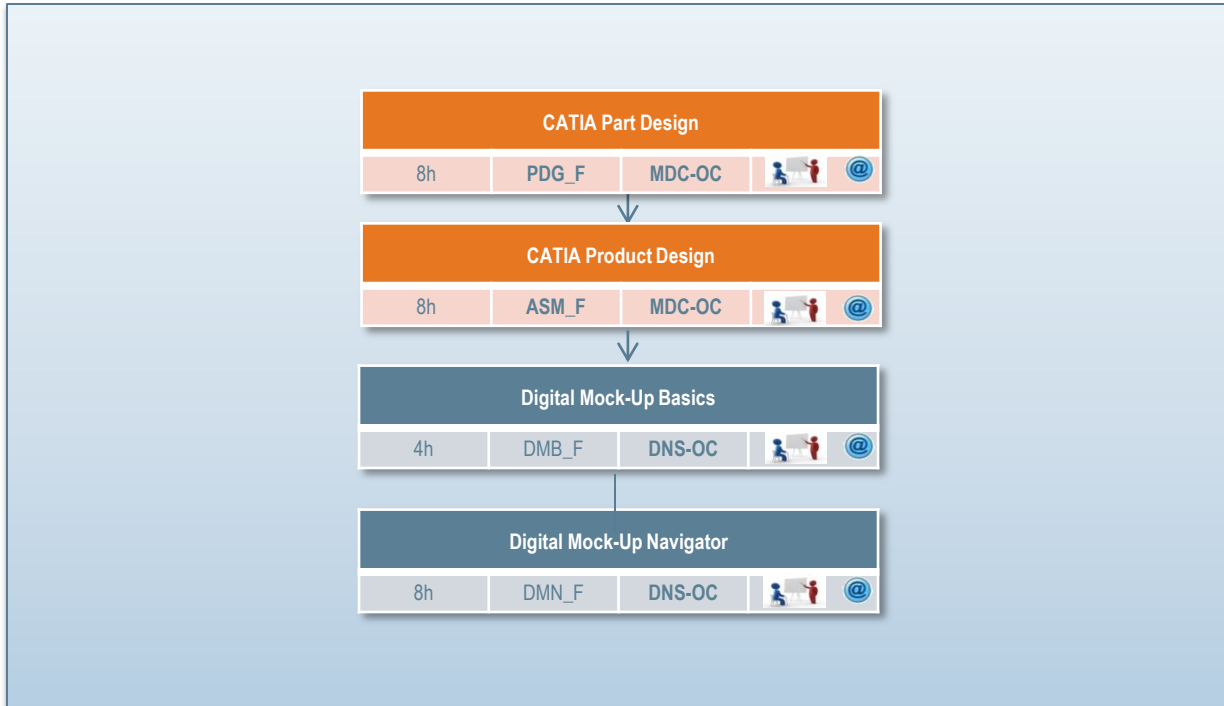 CATIA Part Design
8h PDG_F MDC-OC @
CATIA Product Design
8h ASM_F MDC-OC @
Digital Mock-Up Basics
4h DMB_F DNS-OC @
Digital Mock-Up Navigator
8h DMN_F DNS-OC @